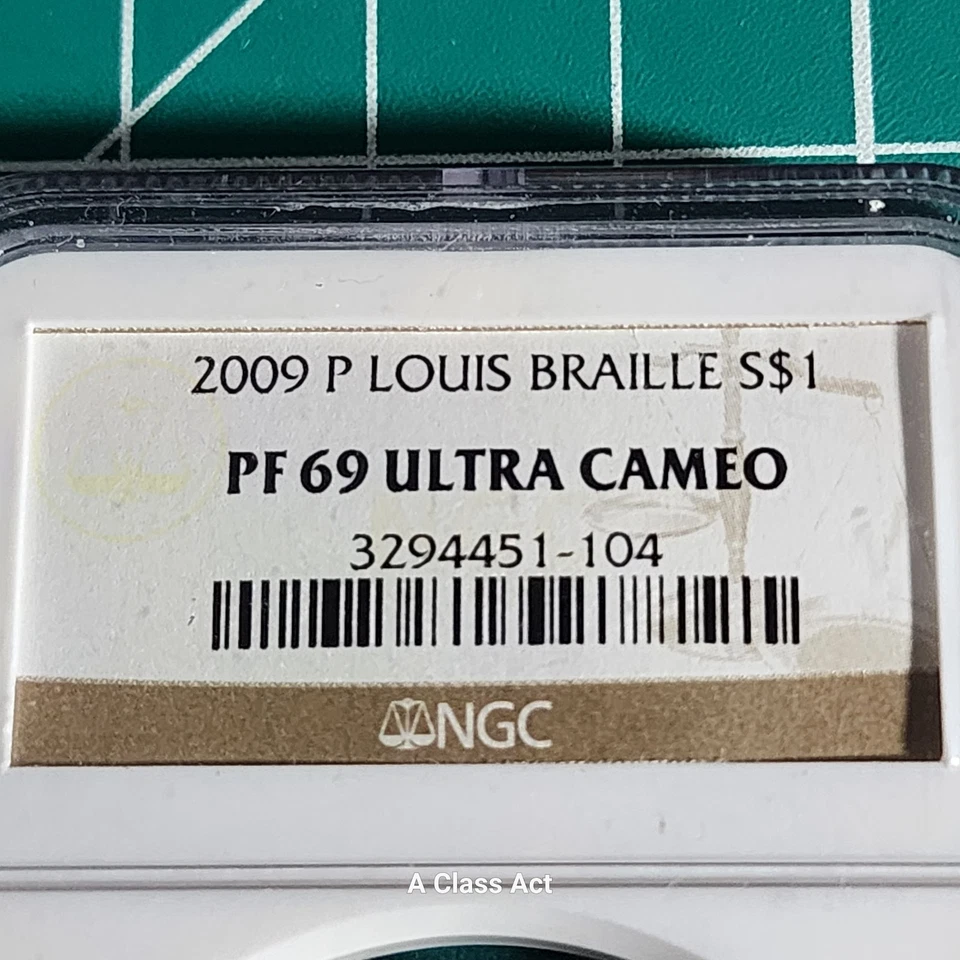 2009 P LOUIS BRAILLE S$1
PF 69 ULTRA CAMEO
3294451-104
NGC
A Class Act